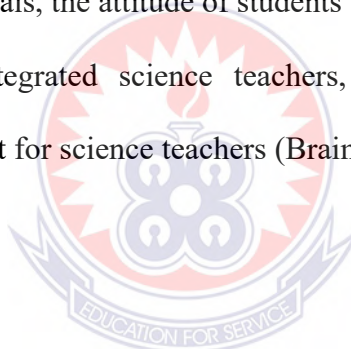 als, the attitude of students
tegrated science teachers,
t for science teachers (Brain
EDUCATION FOR SERVICE